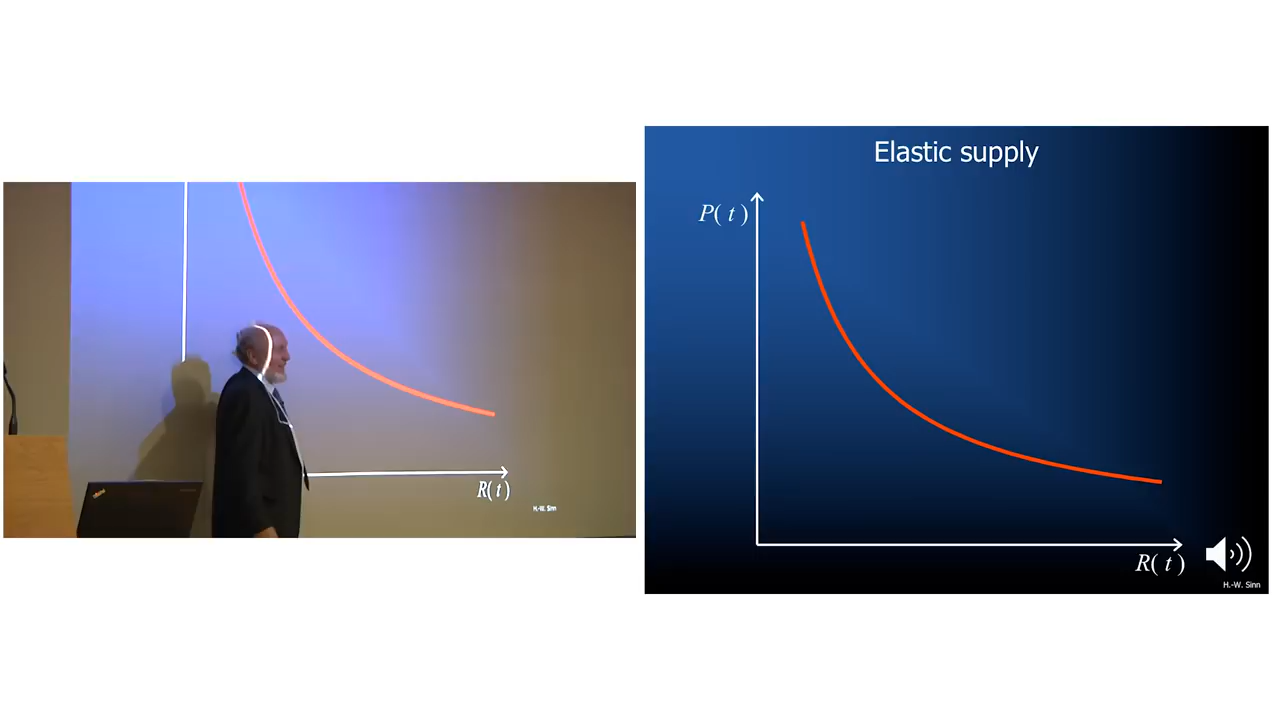 R(t)
H.-W. Sinn
Elastic supply
P( t )
R( t )
H.-W. Sinn